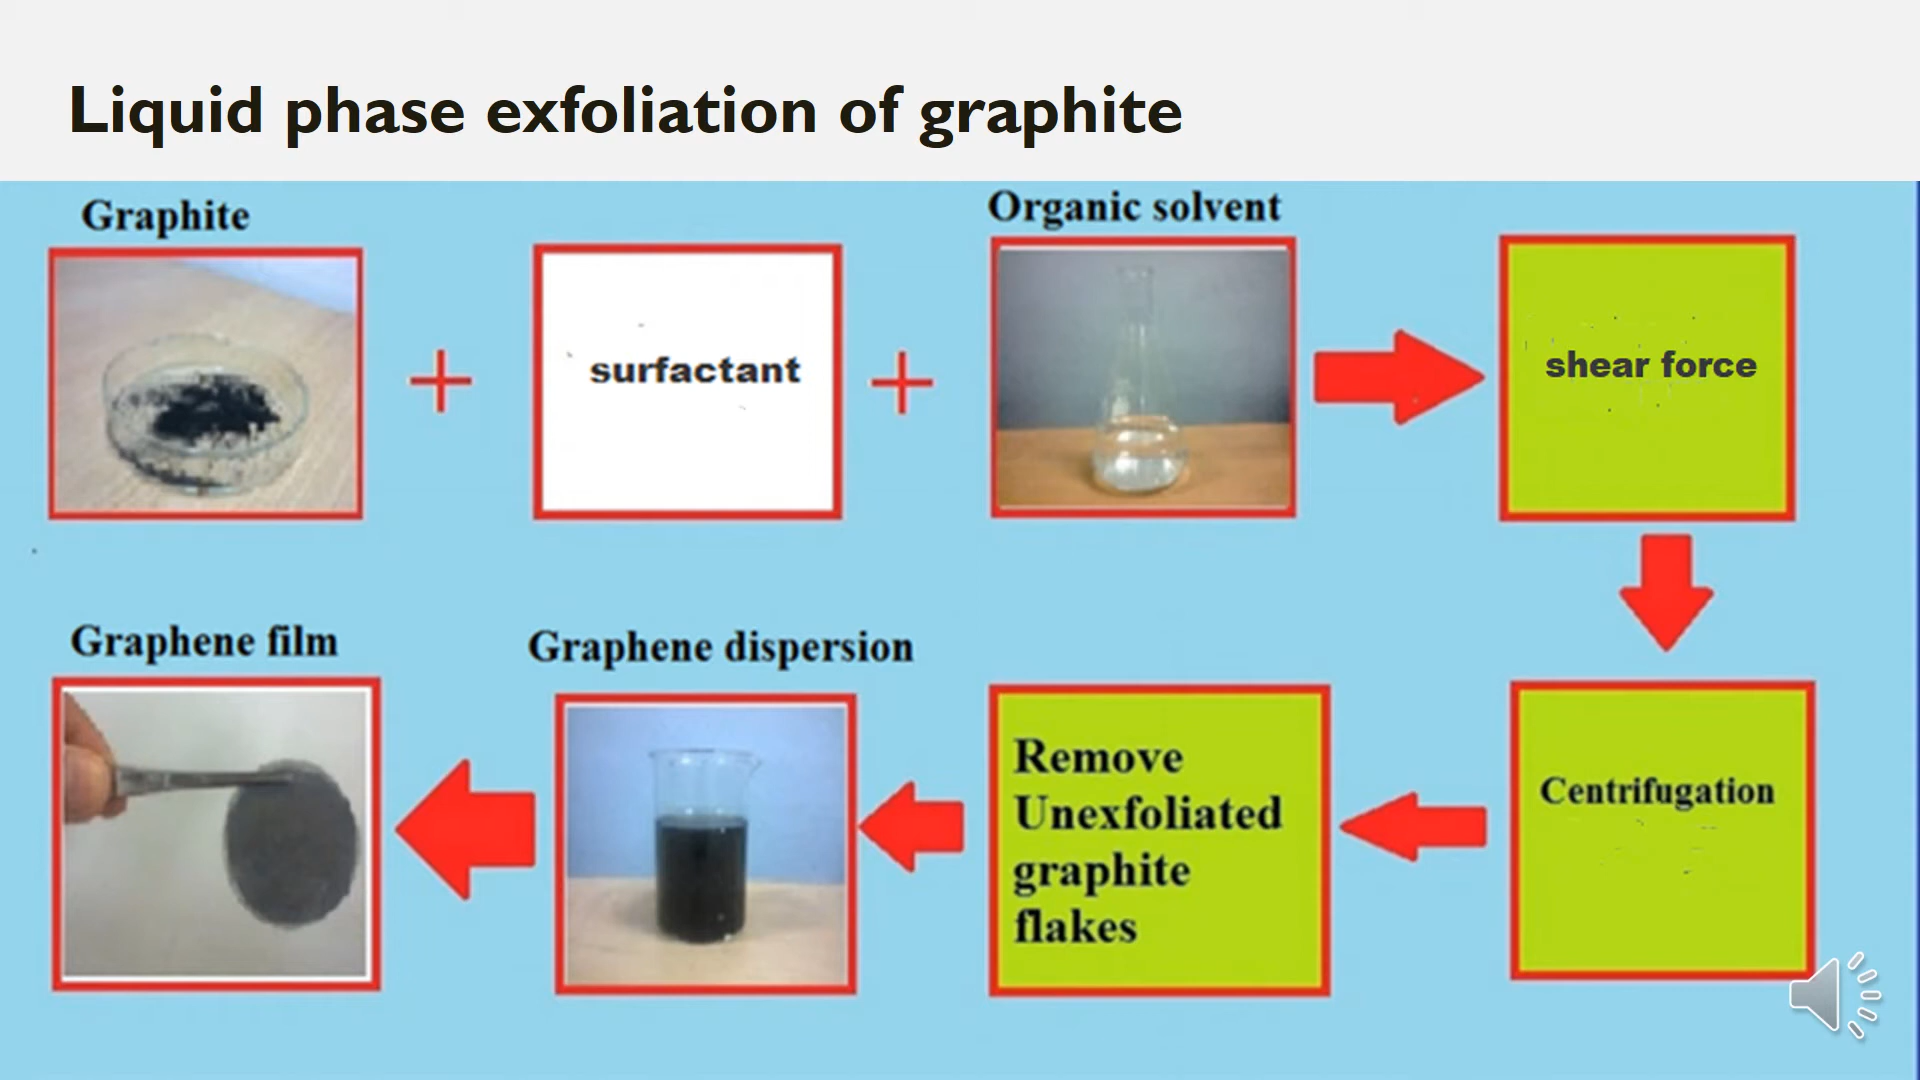 Liquid phase exfoliation of graphite
Graphite
surfactant
Organic solvent
shear force
Centrifugation
Remove
Unexfoliated
graphite
flakes
Graphene dispersion
Graphene film